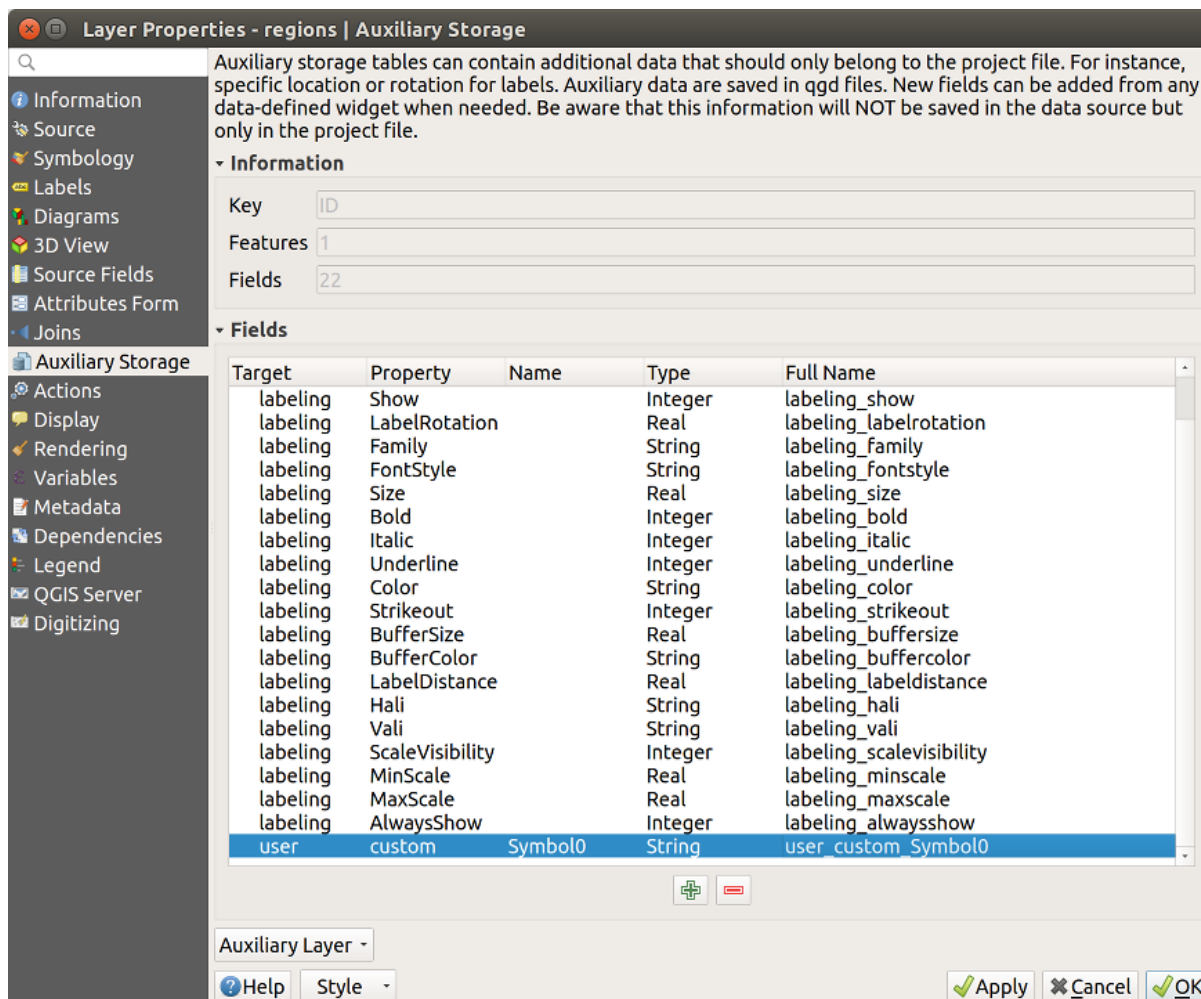 Layer Properties - regions | Auxiliary Storage
Information
Source
Symbology
Labels
Diagrams
3D View
Source Fields
Attributes Form
Joins
Auxiliary Storage
Actions
Display
Rendering
Variables
Metadata
Dependencies
Legend
QGIS Server
Digitizing
Auxiliary storage tables can contain additional data that should only belong to the project file. For instance,
specific location or rotation for labels. Auxiliary data are saved in qgd files. New fields can be added from any
data-defined widget when needed. Be aware that this information will NOT be saved in the data source but
only in the project file.
Information
Key ID
Features 1
Fields 22
Fields
Target Property Name Type Full Name
labeling Show Integer labeling_show
labeling LabelRotation Real labeling_labelrotation
labeling Family String labeling_family
labeling FontStyle String labeling_fontstyle
labeling Size Real labeling_size
labeling Bold Integer labeling_bold
labeling Italic Integer labeling_italic
labeling Underline Integer labeling_underline
labeling Color String labeling_color
labeling Strikeout Integer labeling_strikeout
labeling BufferSize Real labeling_buffersize
labeling BufferColor String labeling_buffercolor
labeling LabelDistance Real labeling_labeldistance
labeling Hali String labeling_hali
labeling Vali String labeling_vali
labeling ScaleVisibility Integer labeling_scalevisibility
labeling MinScale Real labeling_minscale
labeling MaxScale Real labeling_maxscale
labeling AlwaysShow Integer labeling_alwaysshow
user custom Symbol0 String user_custom_Symbol0
Auxiliary Layer
Help Style Apply Cancel OK